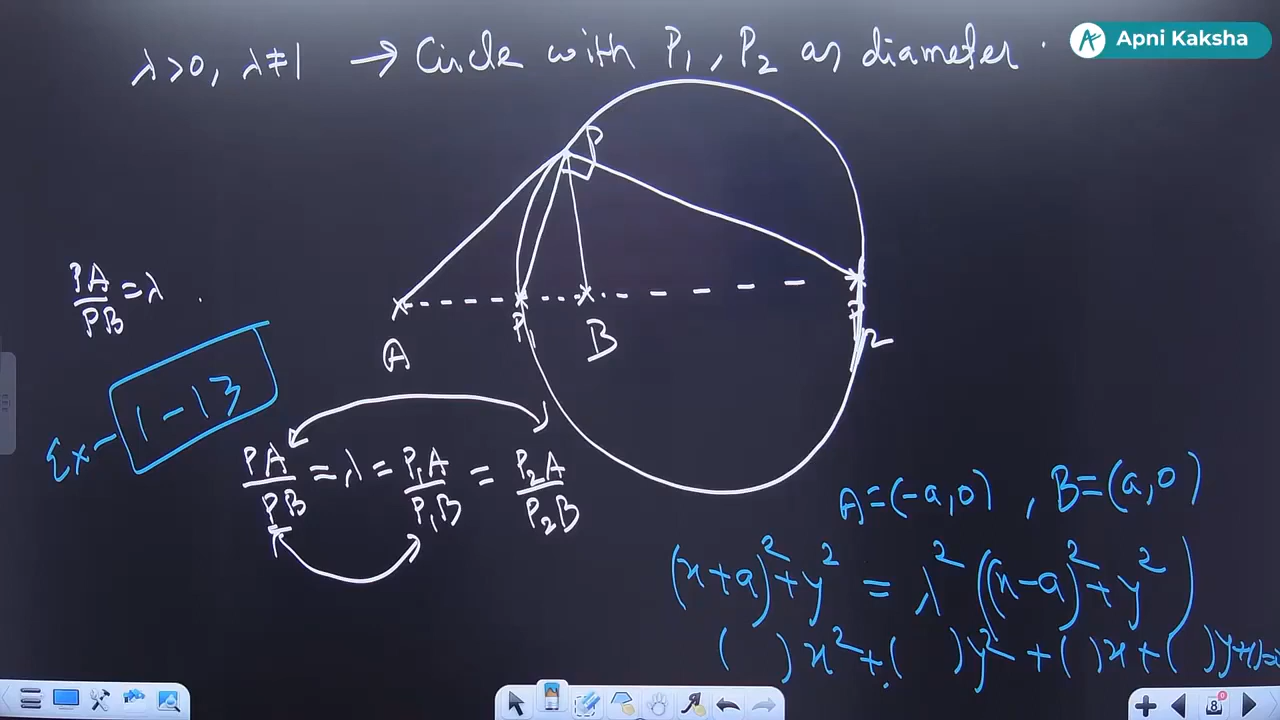 λ>0, λ≠1 → Circle with P₁, P₂ as diameter.
Apni Kaksha
P
PA/PB = λ
P₁
B
P₂
A
Ex - 1-13
PA/PB = λ = P₁A/P₁B = P₂A/P₂B
A=(-a,0), B=(a,0)
(x+a)²+y² = λ²((x-a)²+y²)
( )x²+( )y²+( )x+( )y+( )=
8